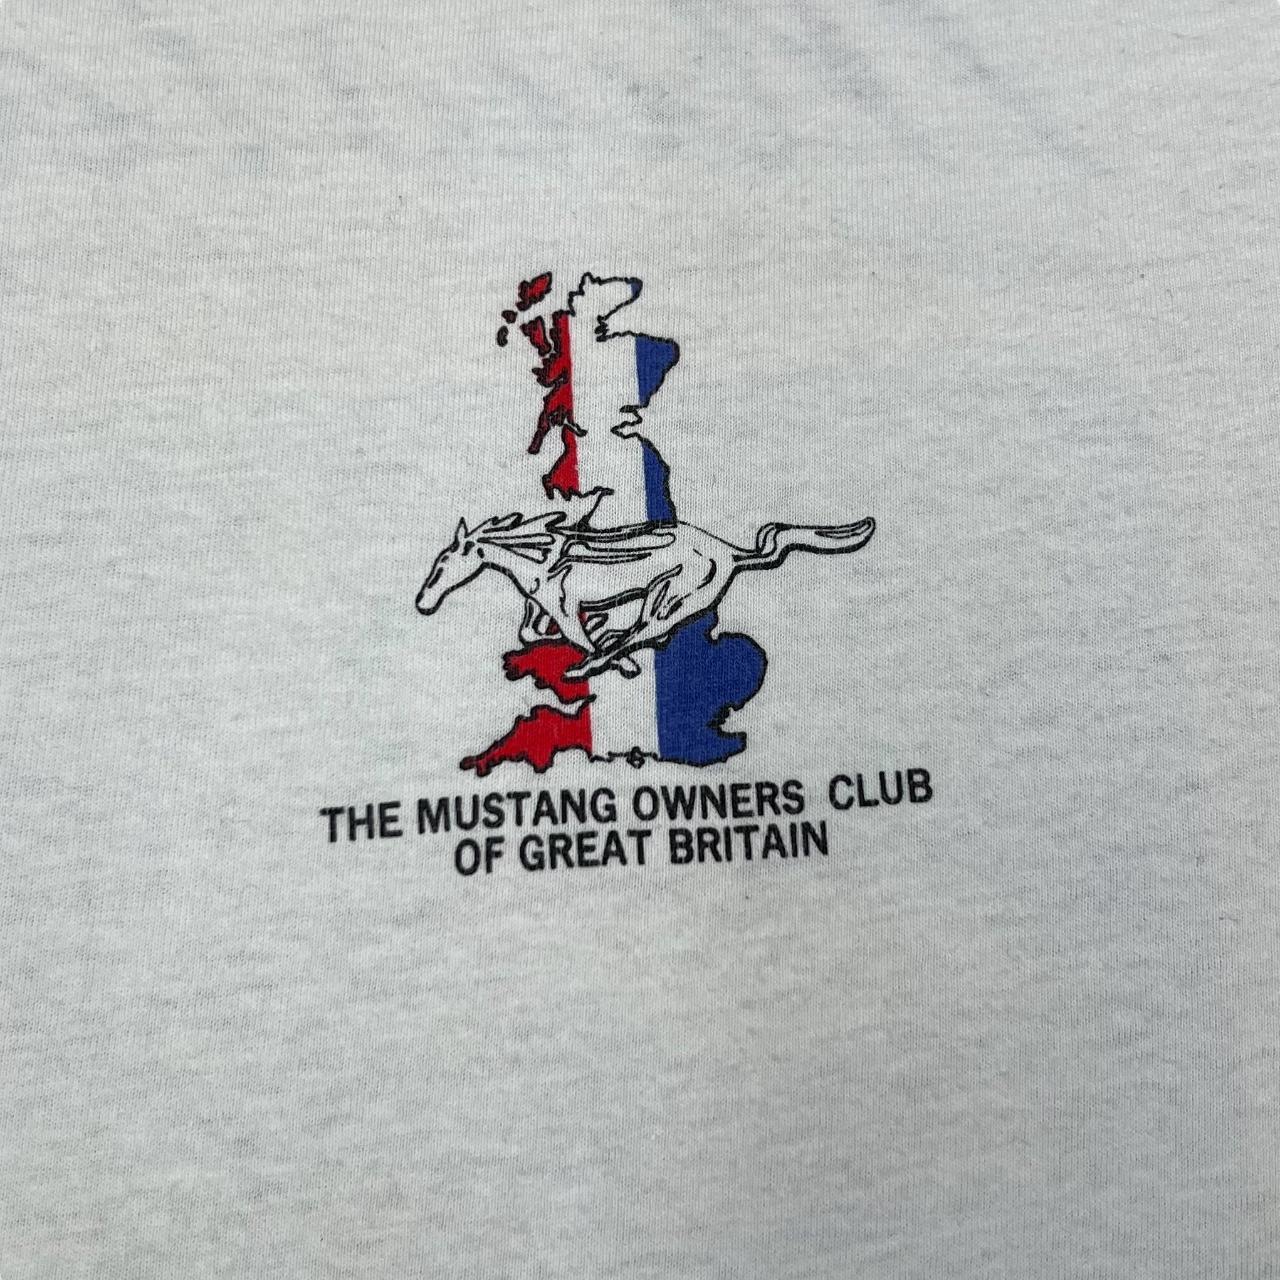 THE MUSTANG OWNERS CLUB
OF GREAT BRITAIN